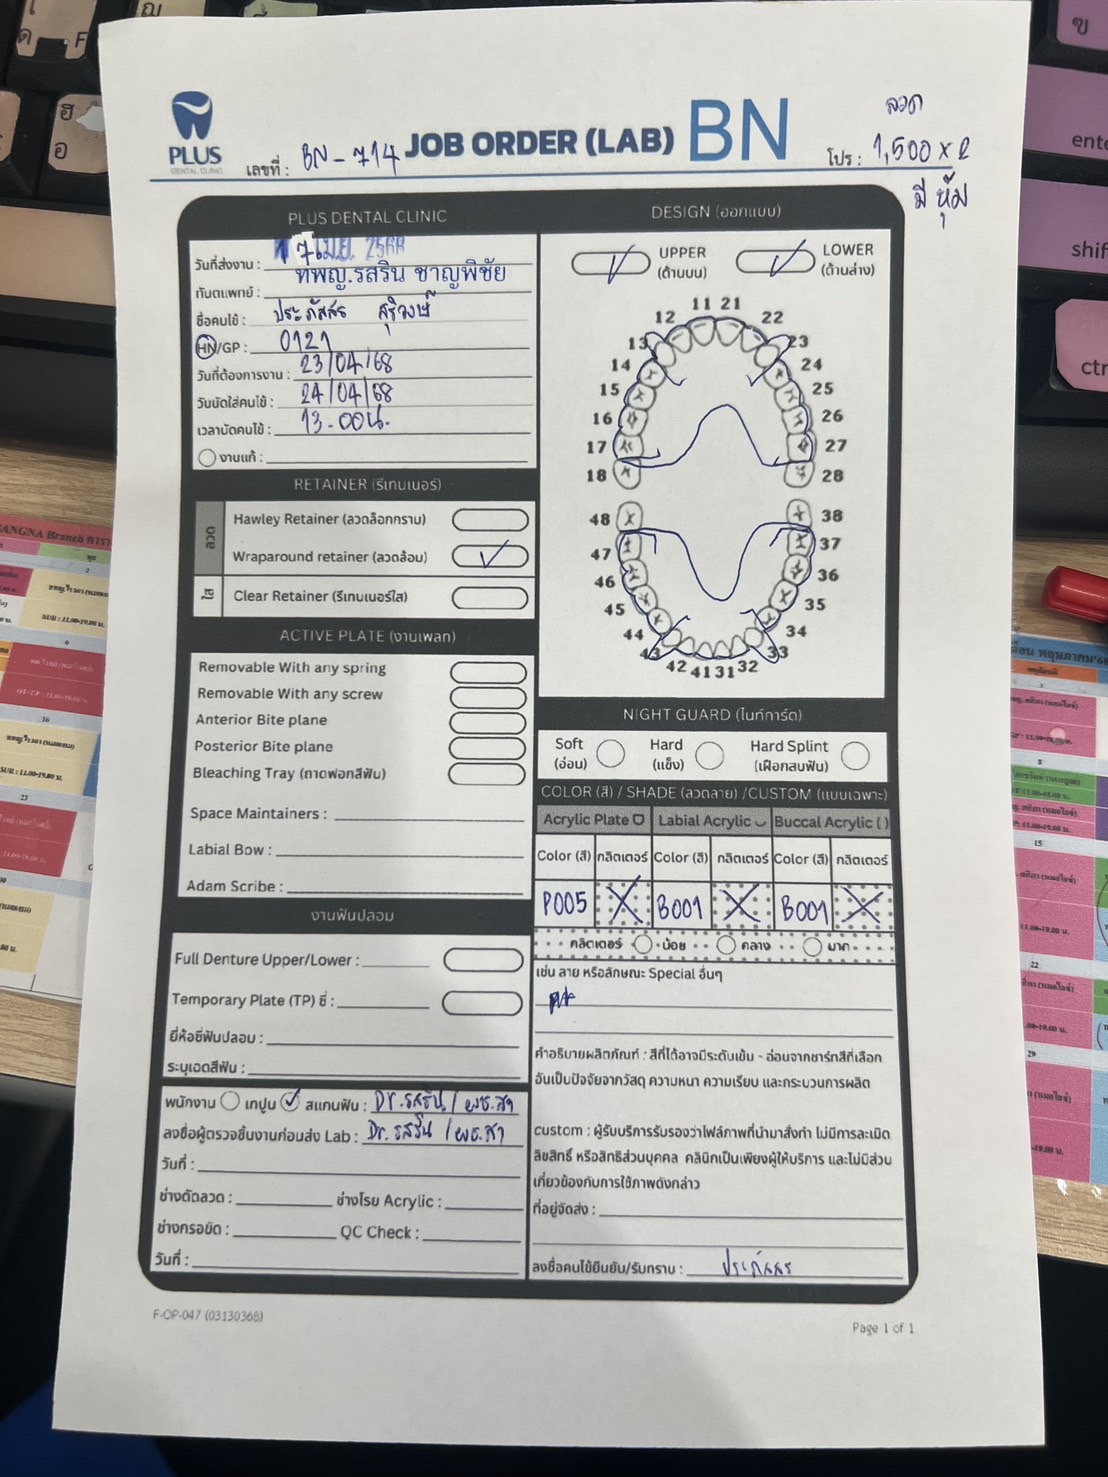 PLUS
DENTAL CLINIC
เลขที่ : BN-714
JOB ORDER (LAB) BN
ลวด
โปร : 1,500 x 2
มี หุ้ม
PLUS DENTAL CLINIC
วันที่ส่งงาน : 17 เม.ย. 2568
ทันตแพทย์ : ทพญ.รสริน ชาญพิชัย
ชื่อคนไข้ : ประภัสสร สุริวงษ์
HN/GP : 0121
วันที่ต้องการงาน : 23/04/68
วันนัดใส่คนไข้ : 24/04/68
เวลานัดคนไข้ : 13.00น.
งานแก้ :
RETAINER (รีเทนเนอร์)
ลวด
Hawley Retainer (ลวดล็อกกราม)
Wraparound retainer (ลวดล้อม)
ใส
Clear Retainer (รีเทนเนอร์ใส)
ACTIVE PLATE (งานเพลท)
Removable With any spring
Removable With any screw
Anterior Bite plane
Posterior Bite plane
Bleaching Tray (ถาดฟอกสีฟัน)
Space Maintainers :
Labial Bow :
Adam Scribe :
งานฟันปลอม
Full Denture Upper/Lower :
Temporary Plate (TP) ซี่ :
ยี่ห้อซี่ฟันปลอม :
ระบุเฉดสีฟัน :
พนักงาน เทปูน สแกนฟัน : Dr.รสริน / ผช.สา
ลงชื่อผู้ตรวจชิ้นงานก่อนส่ง Lab : Dr.รสริน / ผช.สา
วันที่ :
ช่างดัดลวด : ช่างโรย Acrylic :
ช่างกรอขัด : QC Check :
วันที่ :
DESIGN (ออกแบบ)
UPPER
(ด้านบน)
LOWER
(ด้านล่าง)
11 21
12 22
13 23
14 24
15 25
16 26
17 27
18 28
48 38
47 37
46 36
45 35
44 34
43 33
42 41 31 32
NIGHT GUARD (ไนท์การ์ด)
Soft
(อ่อน)
Hard
(แข็ง)
Hard Splint
(เฝือกสบฟัน)
COLOR (สี) / SHADE (ลวดลาย) /CUSTOM (แบบเฉพาะ)
Acrylic Plate Labial Acrylic Buccal Acrylic ( )
Color (สี) กลิตเตอร์ Color (สี) กลิตเตอร์ Color (สี) กลิตเตอร์
P005 B001 B001
กลิตเตอร์ น้อย กลาง มาก
เช่น ลาย หรือลักษณะ Special อื่นๆ
คำอธิบายผลิตภัณฑ์ : สีที่ได้อาจมีระดับเข้ม - อ่อนจากชาร์ทสีที่เลือก
อันเป็นปัจจัยจากวัสดุ ความหนา ความเรียบ และกระบวนการผลิต
custom : ผู้รับบริการรับรองว่าไฟล์ภาพที่นำมาสั่งทำ ไม่มีการละเมิด
ลิขสิทธิ์ หรือสิทธิส่วนบุคคล คลินิกเป็นเพียงผู้ให้บริการ และไม่มีส่วน
เกี่ยวข้องกับการใช้ภาพดังกล่าว
ที่อยู่จัดส่ง :
ลงชื่อคนไข้ยืนยัน/รับทราบ : ประภัสสร
F-OP-047 (03130368)
Page 1 of 1